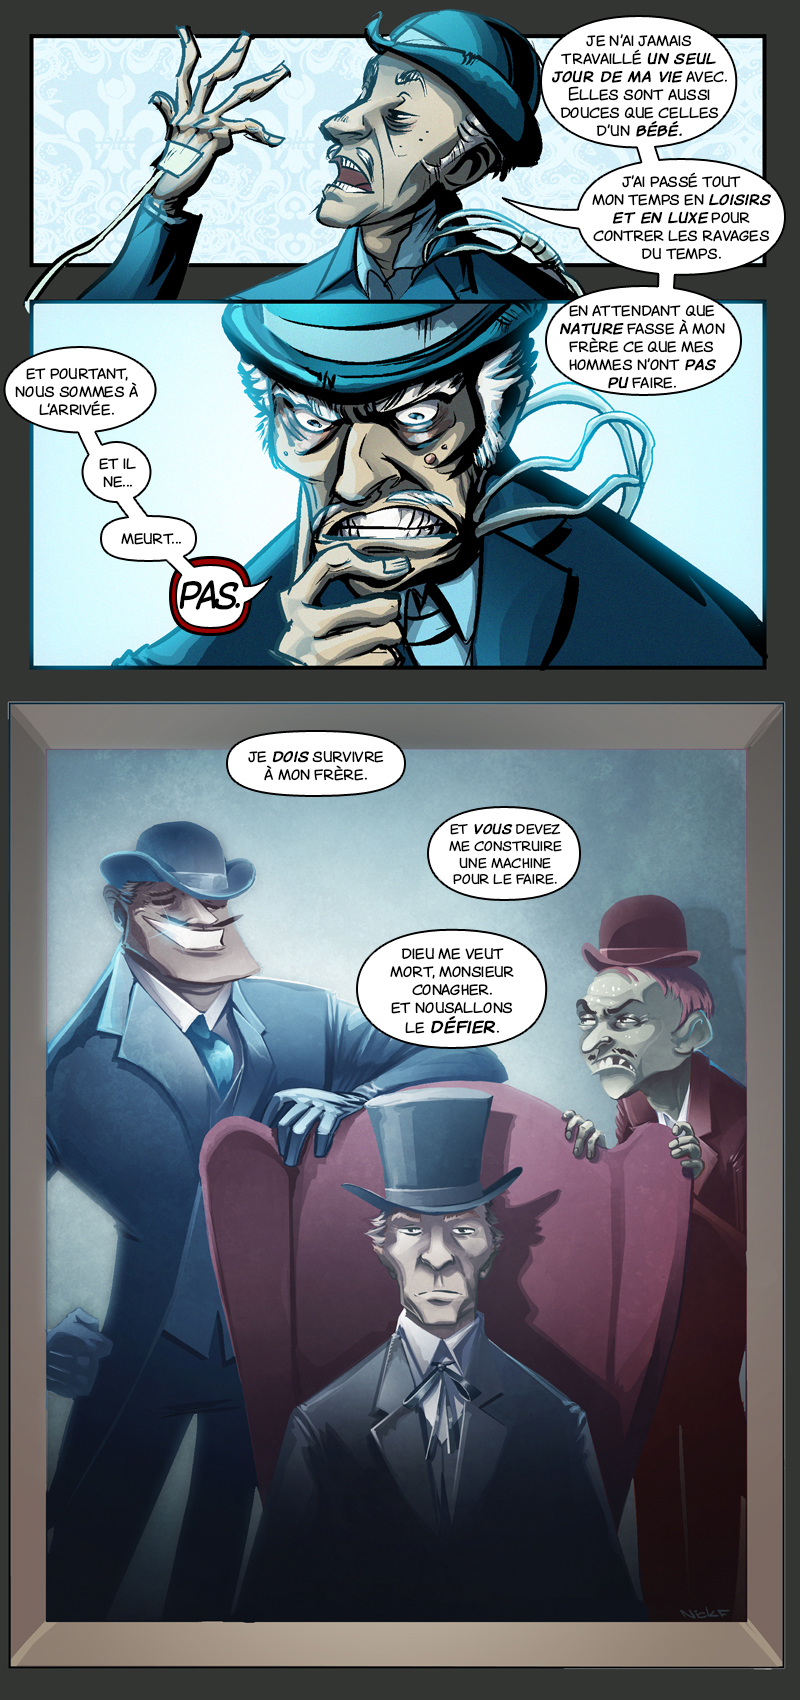 JE N'AI JAMAIS
TRAVAILLÉ UN SEUL
JOUR DE MA VIE AVEC.
ELLES SONT AUSSI
DOUCES QUE CELLES
D'UN BÉBÉ.
J'AI PASSÉ TOUT
MON TEMPS EN LOISIRS
ET EN LUXE POUR
CONTRER LES RAVAGES
DU TEMPS.
EN ATTENDANT QUE
NATURE FASSE À MON
FRÈRE CE QUE MES
HOMMES N'ONT PAS
PU FAIRE.
ET POURTANT,
NOUS SOMMES À
L'ARRIVÉE.
ET IL
NE...
MEURT...
PAS.
JE DOIS SURVIVRE
À MON FRÈRE.
ET VOUS DEVEZ
ME CONSTRUIRE
UNE MACHINE
POUR LE FAIRE.
DIEU ME VEUT
MORT, MONSIEUR
CONAGHER.
ET NOUSALLONS
LE DÉFIER.
NickF